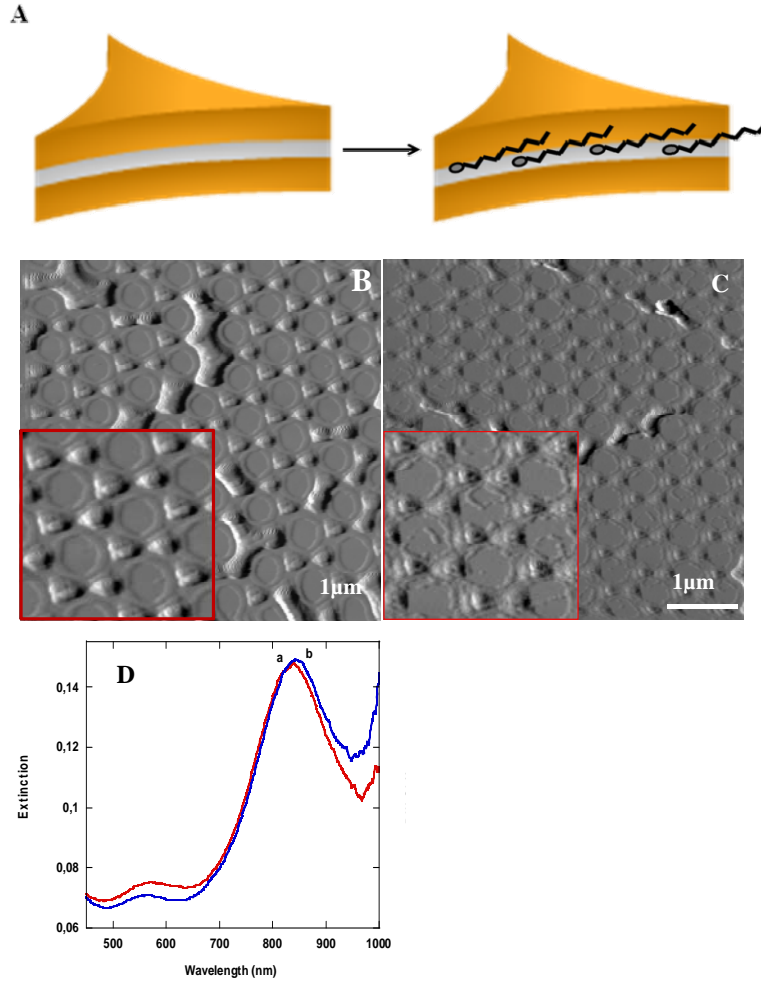 A
B
1µm
C
1µm
D
a b
0,14
0,12
0,1
0,08
0,06
Extinction
500 600 700 800 900 1000
Wavelength (nm)